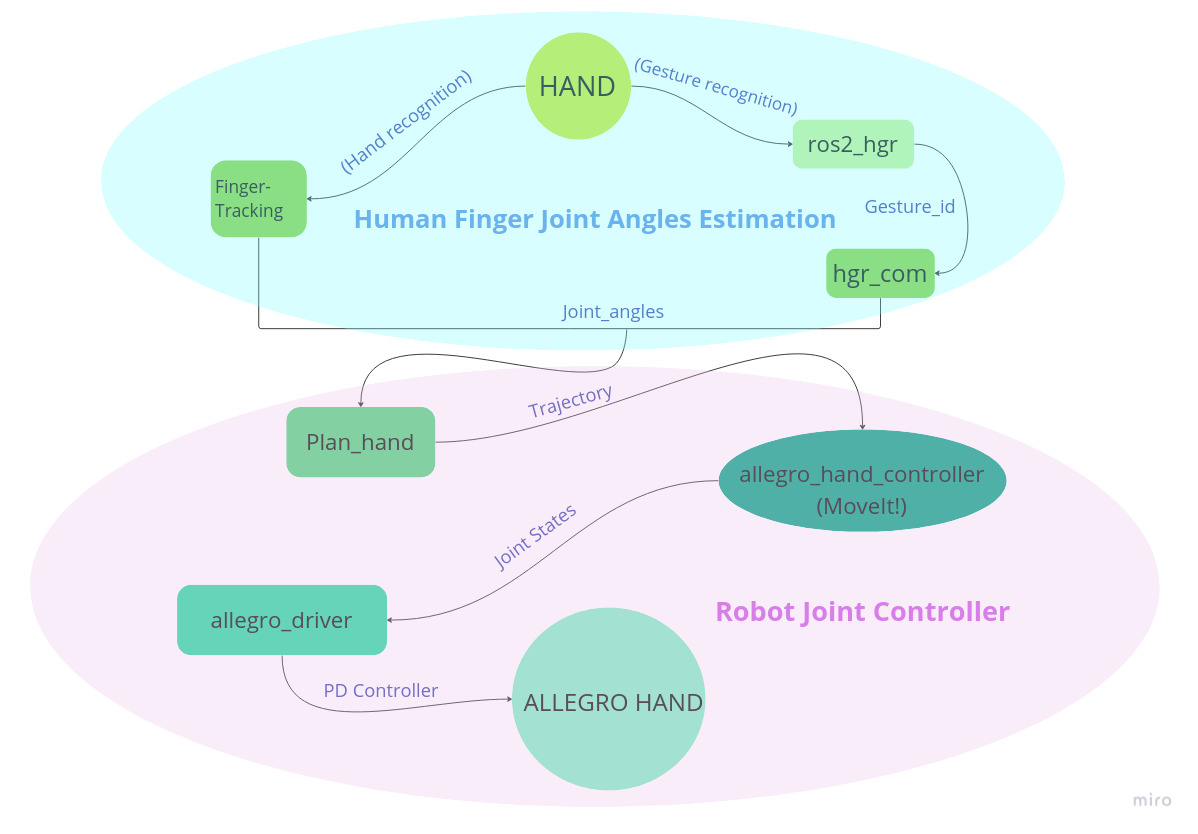 HAND
(Hand recognition)
(Gesture recognition)
ros2_hgr
Finger-
Tracking
Human Finger Joint Angles Estimation
Gesture_id
hgr_com
Joint_angles
Trajectory
Plan_hand
allegro_hand_controller
(MoveIt!)
Joint States
allegro_driver
Robot Joint Controller
PD Controller
ALLEGRO HAND
miro